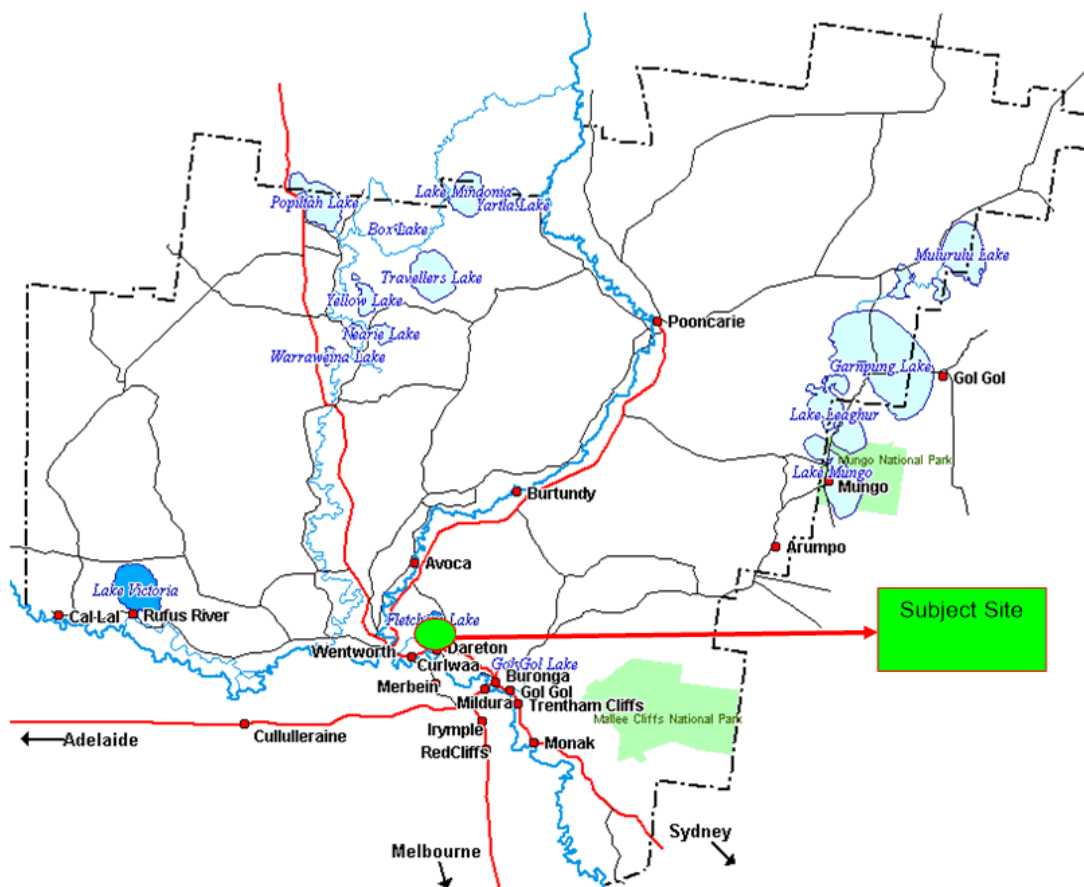 Popiltah Lake
Lake Mindonia
Yartla Lake
Box Lake
Travellers Lake
Mulurulu Lake
Yellow Lake
Pooncarie
Nearie Lake
Warraweina Lake
Garnpung Lake
Gol Gol
Lake Leaghur
Mungo National Park
Lake Mungo
Mungo
Burtundy
Arumpo
Avoca
Lake Victoria
Cal Lal
Rufus River
Subject Site
Lake
Dareton
Wentworth
Curlwaa
Gol Gol Lake
Buronga
Merbein
Gol Gol
Mildura
Trentham Cliffs
Mallee Cliffs National Park
Irymple
Cullulleraine
Adelaide
RedCliffs
Monak
Sydney
Melbourne